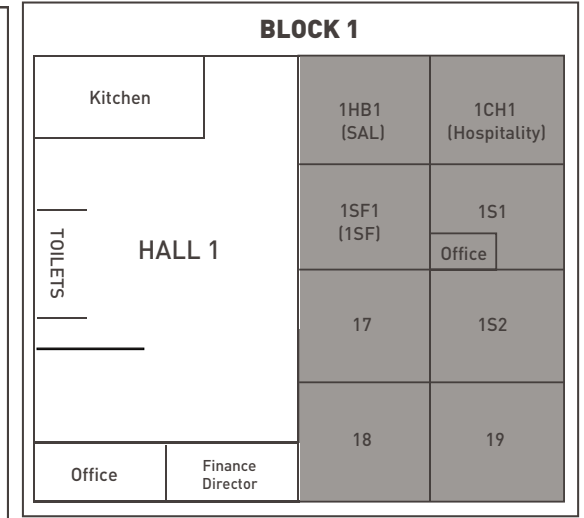 BLOCK 1
Kitchen
1HB1
(SAL)
1CH1
(Hospitality)
1SF1
(1SF)
1S1
Office
TOILETS
HALL 1
17
1S2
18
19
Office
Finance
Director